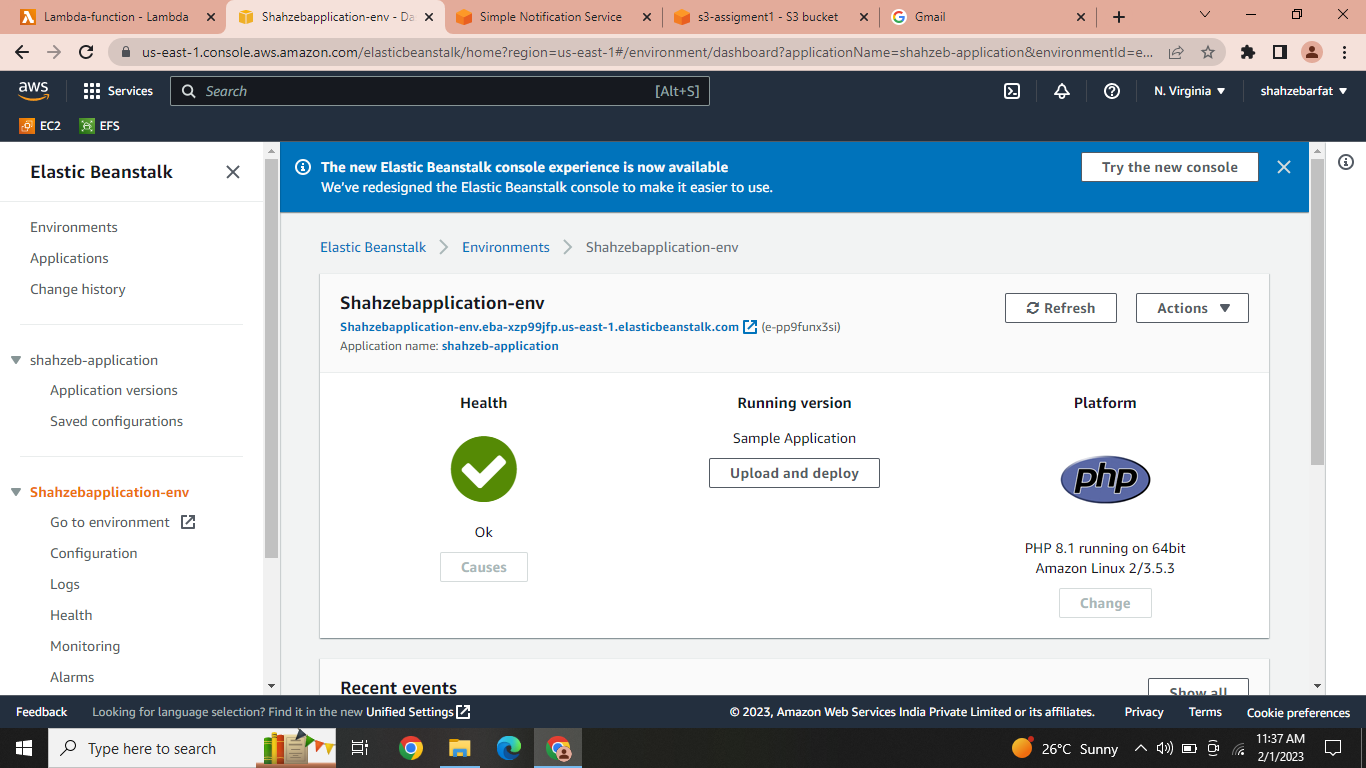 Lambda-function - Lambda
Shahzebapplication-env - Da
Simple Notification Service
s3-assigment1 - S3 bucket
Gmail
us-east-1.console.aws.amazon.com/elasticbeanstalk/home?region=us-east-1#/environment/dashboard?applicationName=shahzeb-application&environmentId=e...
aws
Services
Search
[Alt+S]
N. Virginia
shahzebarfat
EC2
EFS
Elastic Beanstalk
Environments
Applications
Change history
shahzeb-application
Application versions
Saved configurations
Shahzebapplication-env
Go to environment
Configuration
Logs
Health
Monitoring
Alarms
The new Elastic Beanstalk console experience is now available
We've redesigned the Elastic Beanstalk console to make it easier to use.
Try the new console
Elastic Beanstalk
Environments
Shahzebapplication-env
Shahzebapplication-env
Shahzebapplication-env.eba-xzp99jfp.us-east-1.elasticbeanstalk.com (e-pp9funx3si)
Application name: shahzeb-application
Refresh
Actions
Health
Ok
Causes
Running version
Sample Application
Upload and deploy
Platform
php
PHP 8.1 running on 64bit
Amazon Linux 2/3.5.3
Change
Recent events
Show all
Feedback
Looking for language selection? Find it in the new Unified Settings
© 2023, Amazon Web Services India Private Limited or its affiliates.
Privacy
Terms
Cookie preferences
Type here to search
26°C Sunny
11:37 AM
2/1/2023